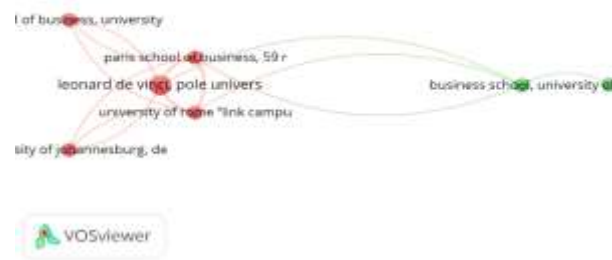 l of business, university
paris school of business, 59 r
leonard de vinci, pole univers
business school, university of
university of rome "link campu
sity of johannesburg, de
VOSviewer